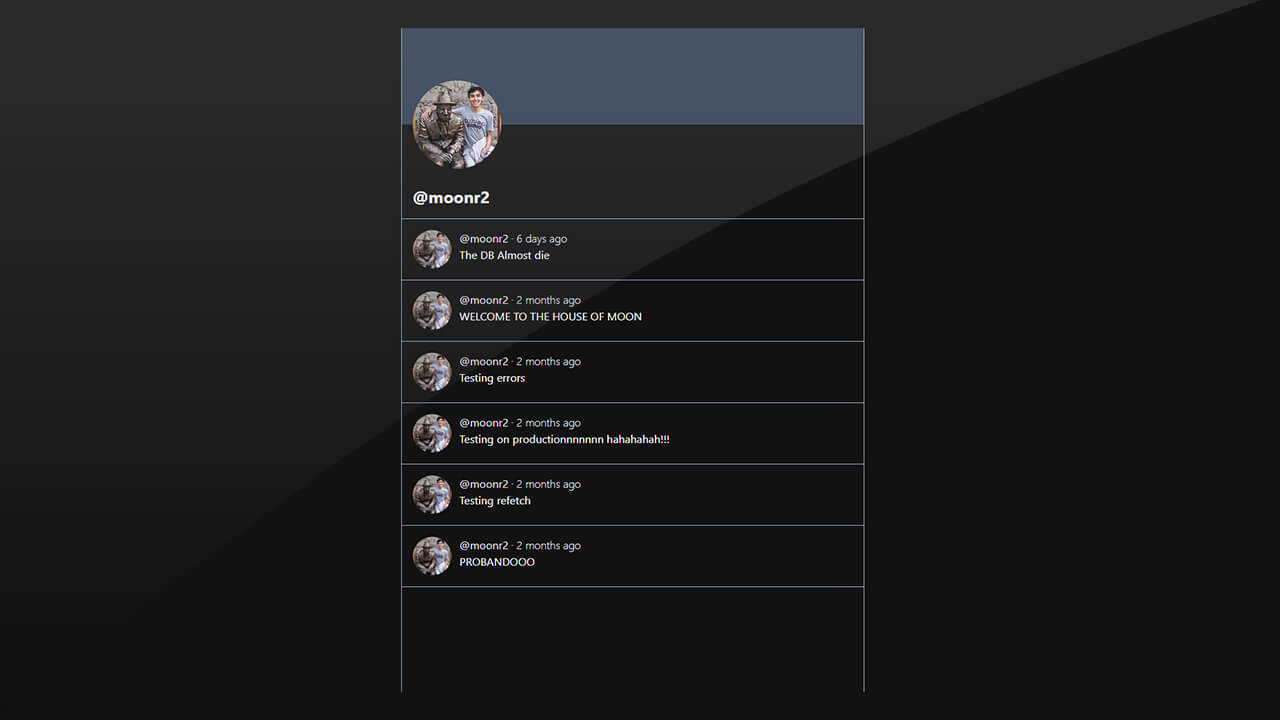 @moonr2
@moonr2 · 6 days ago
The DB Almost die
@moonr2 · 2 months ago
WELCOME TO THE HOUSE OF MOON
@moonr2 · 2 months ago
Testing errors
@moonr2 · 2 months ago
Testing on productionnnnnnn hahahahah!!!
@moonr2 · 2 months ago
Testing refetch
@moonr2 · 2 months ago
PROBANDOOO